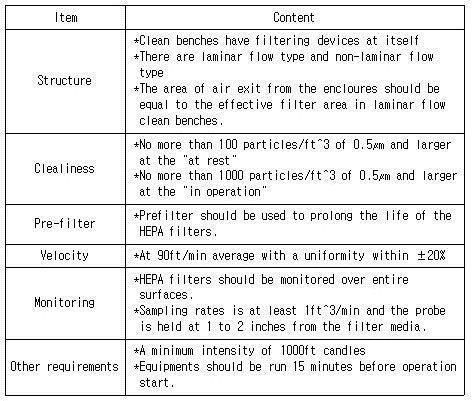 Item Content
Structure
*Clean benches have filtering devices at itself
*There are laminar flow type and non-laminar flow
type
*The area of air exit from the encloures should be
equal to the effective filter area in laminar flow
clean benches.
Clealiness
*No more than 100 particles/ft^3 of 0.5㎛ and larger
at the "at rest"
*No more than 1000 particles/ft^3 of 0.5㎛ and larger
at the "in operation"
Pre-filter
*Prefilter should be used to prolong the life of the
HEPA filters.
Velocity *At 90ft/min average with a uniformity within ±20%
Monitoring
*HEPA filters should be monitored over entire
surfaces.
*Sampling rates is at least 1ft^3/min and the probe
is held at 1 to 2 inches from the filter media.
Other requirements
*A minimum intensity of 1000ft candles
*Equipments should be run 15 minutes before operation
start.